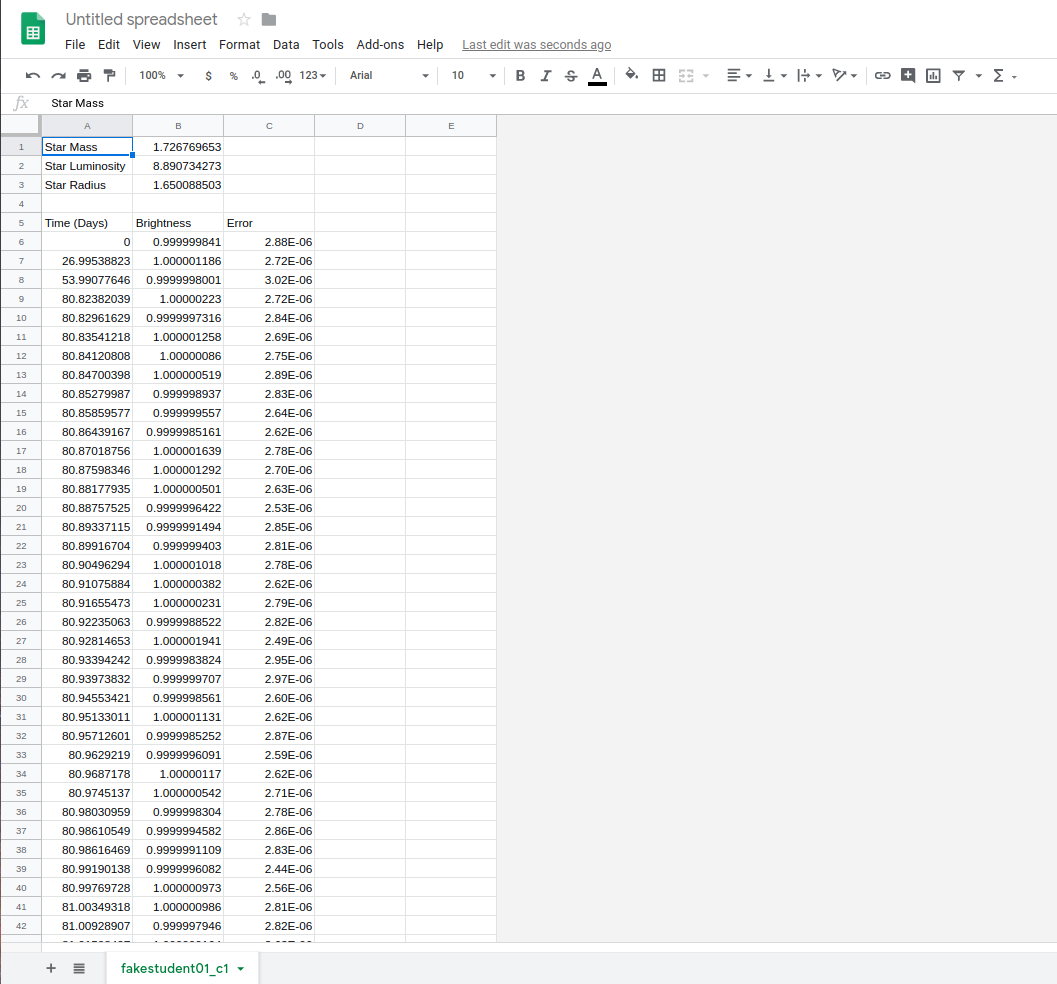 Untitled spreadsheet
File Edit View Insert Format Data Tools Add-ons Help Last edit was seconds ago
100% $ % .0 .00 123 Arial 10 B I S A
fx Star Mass
A B C D E
1 Star Mass 1.726769653
2 Star Luminosity 8.890734273
3 Star Radius 1.650088503
4
5 Time (Days) Brightness Error
6 0 0.999999841 2.88E-06
7 26.99538823 1.000001186 2.72E-06
8 53.99077646 0.9999998001 3.02E-06
9 80.82382039 1.00000223 2.72E-06
10 80.82961629 0.9999997316 2.84E-06
11 80.83541218 1.000001258 2.69E-06
12 80.84120808 1.00000086 2.75E-06
13 80.84700398 1.000000519 2.89E-06
14 80.85279987 0.999998937 2.83E-06
15 80.85859577 0.999999557 2.64E-06
16 80.86439167 0.9999985161 2.62E-06
17 80.87018756 1.000001639 2.78E-06
18 80.87598346 1.000001292 2.70E-06
19 80.88177935 1.000000501 2.63E-06
20 80.88757525 0.9999996422 2.53E-06
21 80.89337115 0.9999991494 2.85E-06
22 80.89916704 0.999999403 2.81E-06
23 80.90496294 1.000001018 2.78E-06
24 80.91075884 1.000000382 2.62E-06
25 80.91655473 1.000000231 2.79E-06
26 80.92235063 0.9999988522 2.82E-06
27 80.92814653 1.000001941 2.49E-06
28 80.93394242 0.9999983824 2.95E-06
29 80.93973832 0.999999707 2.97E-06
30 80.94553421 0.999998561 2.60E-06
31 80.95133011 1.000001131 2.62E-06
32 80.95712601 0.9999985252 2.87E-06
33 80.9629219 0.9999996091 2.59E-06
34 80.9687178 1.00000117 2.62E-06
35 80.9745137 1.000000542 2.71E-06
36 80.98030959 0.999998304 2.78E-06
37 80.98610549 0.9999994582 2.86E-06
38 80.98616469 0.9999991109 2.83E-06
39 80.99190138 0.9999996082 2.44E-06
40 80.99769728 1.000000973 2.56E-06
41 81.00349318 1.000000986 2.81E-06
42 81.00928907 0.999997946 2.82E-06
fakestudent01_c1